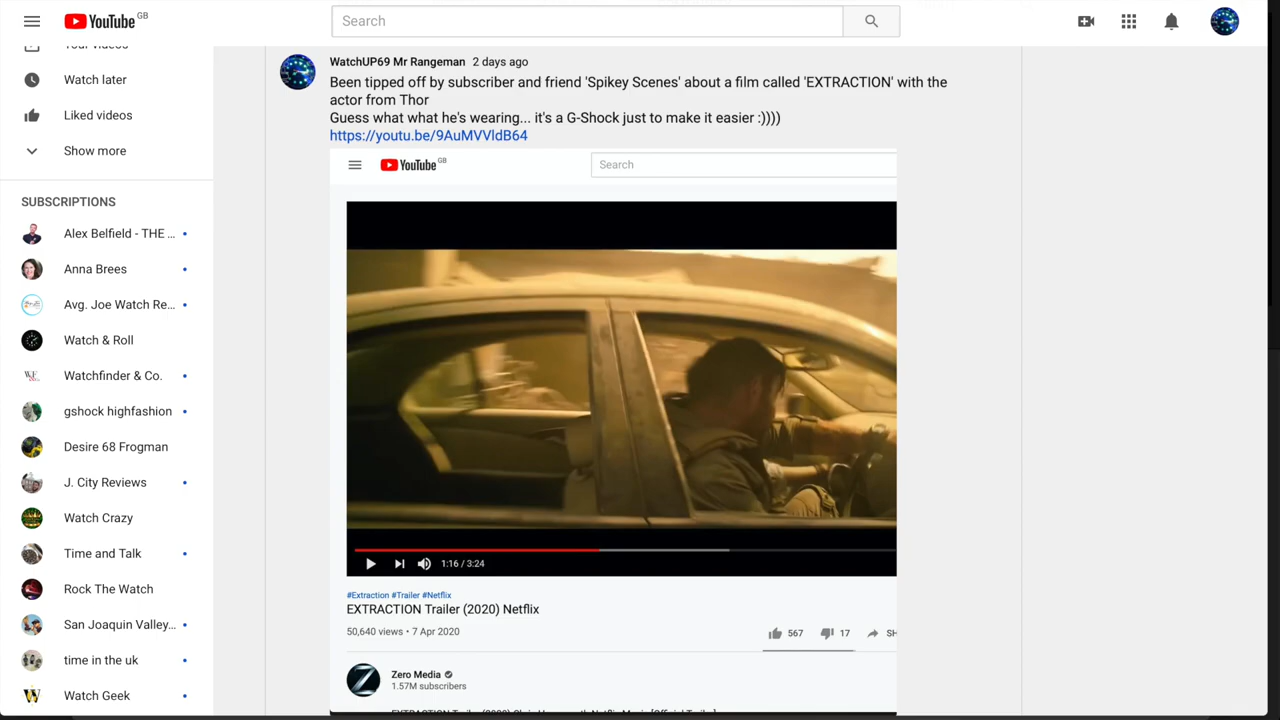 YouTube GB
Search
Your videos
Watch later
Liked videos
Show more
SUBSCRIPTIONS
Alex Belfield - THE ...
Anna Brees
Avg. Joe Watch Re...
Watch & Roll
Watchfinder & Co.
gshock highfashion
Desire 68 Frogman
J. City Reviews
Watch Crazy
Time and Talk
Rock The Watch
San Joaquin Valley...
time in the uk
Watch Geek
WatchUP69 Mr Rangeman 2 days ago
Been tipped off by subscriber and friend 'Spikey Scenes' about a film called 'EXTRACTION' with the
actor from Thor
Guess what what he's wearing... it's a G-Shock just to make it easier :))))
https://youtu.be/9AuMVVldB64
YouTube GB
Search
1:16 / 3:24
#Extraction #Trailer #Netflix
EXTRACTION Trailer (2020) Netflix
50,640 views • 7 Apr 2020
567 17 SH
Zero Media
1.57M subscribers